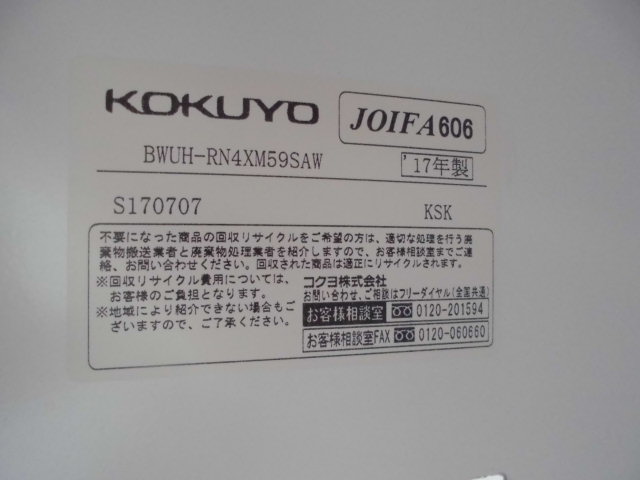 KOKUYO
JOIFA606
BWUH-RN4XM59SAW
'17年製
S170707
KSK
不要になった商品の回収リサイクルをご希望の方は、適切な処理を行う廃
棄物搬送業者と廃棄物処理業者を紹介しますので、お客様相談室までご連
絡、お問い合わせください。回収された商品は適正にリサイクルされます。
※回収リサイクル費用については、
お客様のご負担となります。
※地域により紹介できない場合もご
ざいますので、ご了承ください。
コクヨ株式会社
お問い合わせ、ご相談はフリーダイヤル(全国共通)
お客様相談室 0120-201594
お客様相談室FAX 0120-060660